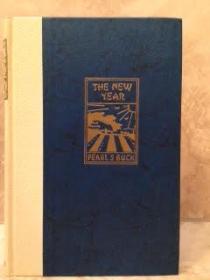 THE NEW
YEAR
PEARL S BUCK